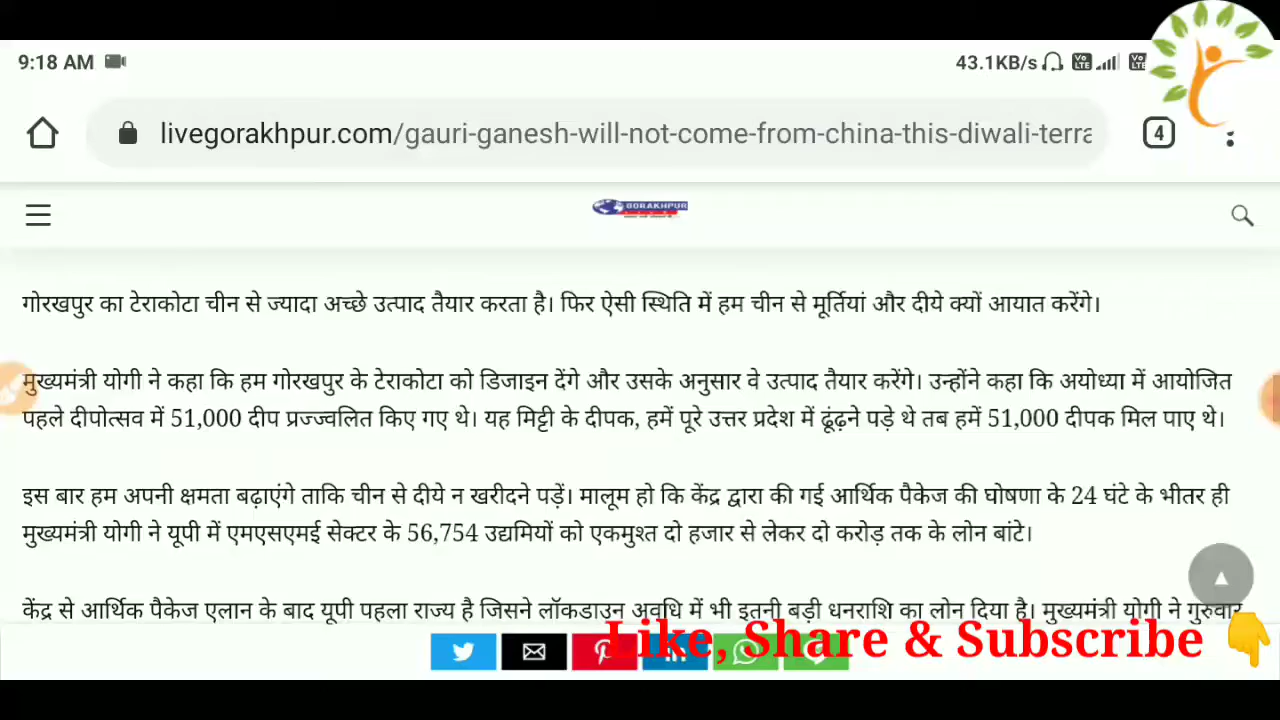 9:18 AM
43.1KB/s
livegorakhpur.com/gauri-ganesh-will-not-come-from-china-this-diwali-terra
4
GORAKHPUR
गोरखपुर का टेराकोटा चीन से ज्यादा अच्छे उत्पाद तैयार करता है। फिर ऐसी स्थिति में हम चीन से मूर्तियां और दीये क्यों आयात करेंगे।
मुख्यमंत्री योगी ने कहा कि हम गोरखपुर के टेराकोटा को डिजाइन देंगे और उसके अनुसार वे उत्पाद तैयार करेंगे। उन्होंने कहा कि अयोध्या में आयोजित
पहले दीपोत्सव में 51,000 दीप प्रज्ज्वलित किए गए थे। यह मिट्टी के दीपक, हमें पूरे उत्तर प्रदेश में ढूंढ़ने पड़े थे तब हमें 51,000 दीपक मिल पाए थे।
इस बार हम अपनी क्षमता बढ़ाएंगे ताकि चीन से दीये न खरीदने पड़ें। मालूम हो कि केंद्र द्वारा की गई आर्थिक पैकेज की घोषणा के 24 घंटे के भीतर ही
मुख्यमंत्री योगी ने यूपी में एमएसएमई सेक्टर के 56,754 उद्यमियों को एकमुश्त दो हजार से लेकर दो करोड़ तक के लोन बांटे।
केंद्र से आर्थिक पैकेज एलान के बाद यूपी पहला राज्य है जिसने लॉकडाउन अवधि में भी इतनी बड़ी धनराशि का लोन दिया है। मुख्यमंत्री योगी ने गुरुवार
Like, Share & Subscribe